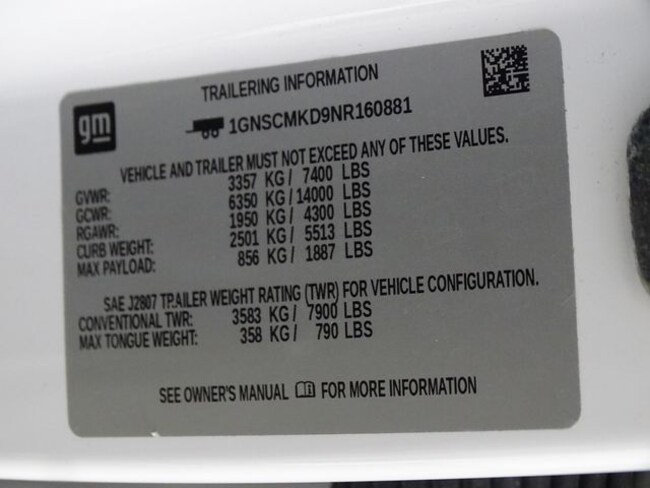 gm
TRAILERING INFORMATION
1GNSCMKD9NR160881
VEHICLE AND TRAILER MUST NOT EXCEED ANY OF THESE VALUES.
GVWR: 3357 KG/ 7400 LBS
GCWR: 6350 KG/14000 LBS
RGAWR: 1950 KG/ 4300 LBS
CURB WEIGHT: 2501 KG/ 5513 LBS
MAX PAYLOAD: 856 KG/ 1887 LBS
SAE J2807 TRAILER WEIGHT RATING (TWR) FOR VEHICLE CONFIGURATION.
CONVENTIONAL TWR: 3583 KG/ 7900 LBS
MAX TONGUE WEIGHT: 358 KG/ 790 LBS
SEE OWNER'S MANUAL FOR MORE INFORMATION